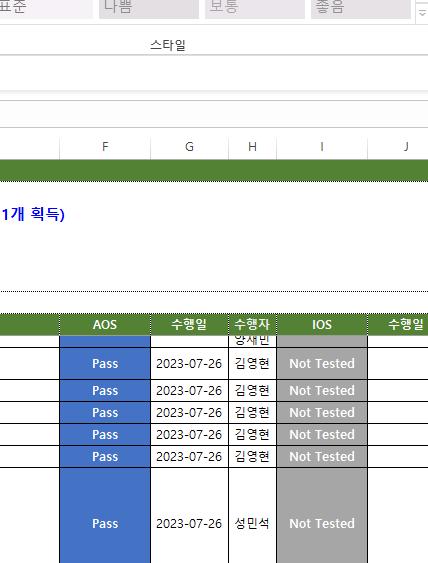 표준 나쁨 보통 좋음
스타일
F G H I J
1개 획득)
AOS 수행일 수행자 IOS 수행일
양재민
Pass 2023-07-26 김영현 Not Tested
Pass 2023-07-26 김영현 Not Tested
Pass 2023-07-26 김영현 Not Tested
Pass 2023-07-26 김영현 Not Tested
Pass 2023-07-26 김영현 Not Tested
Pass 2023-07-26 성민석 Not Tested